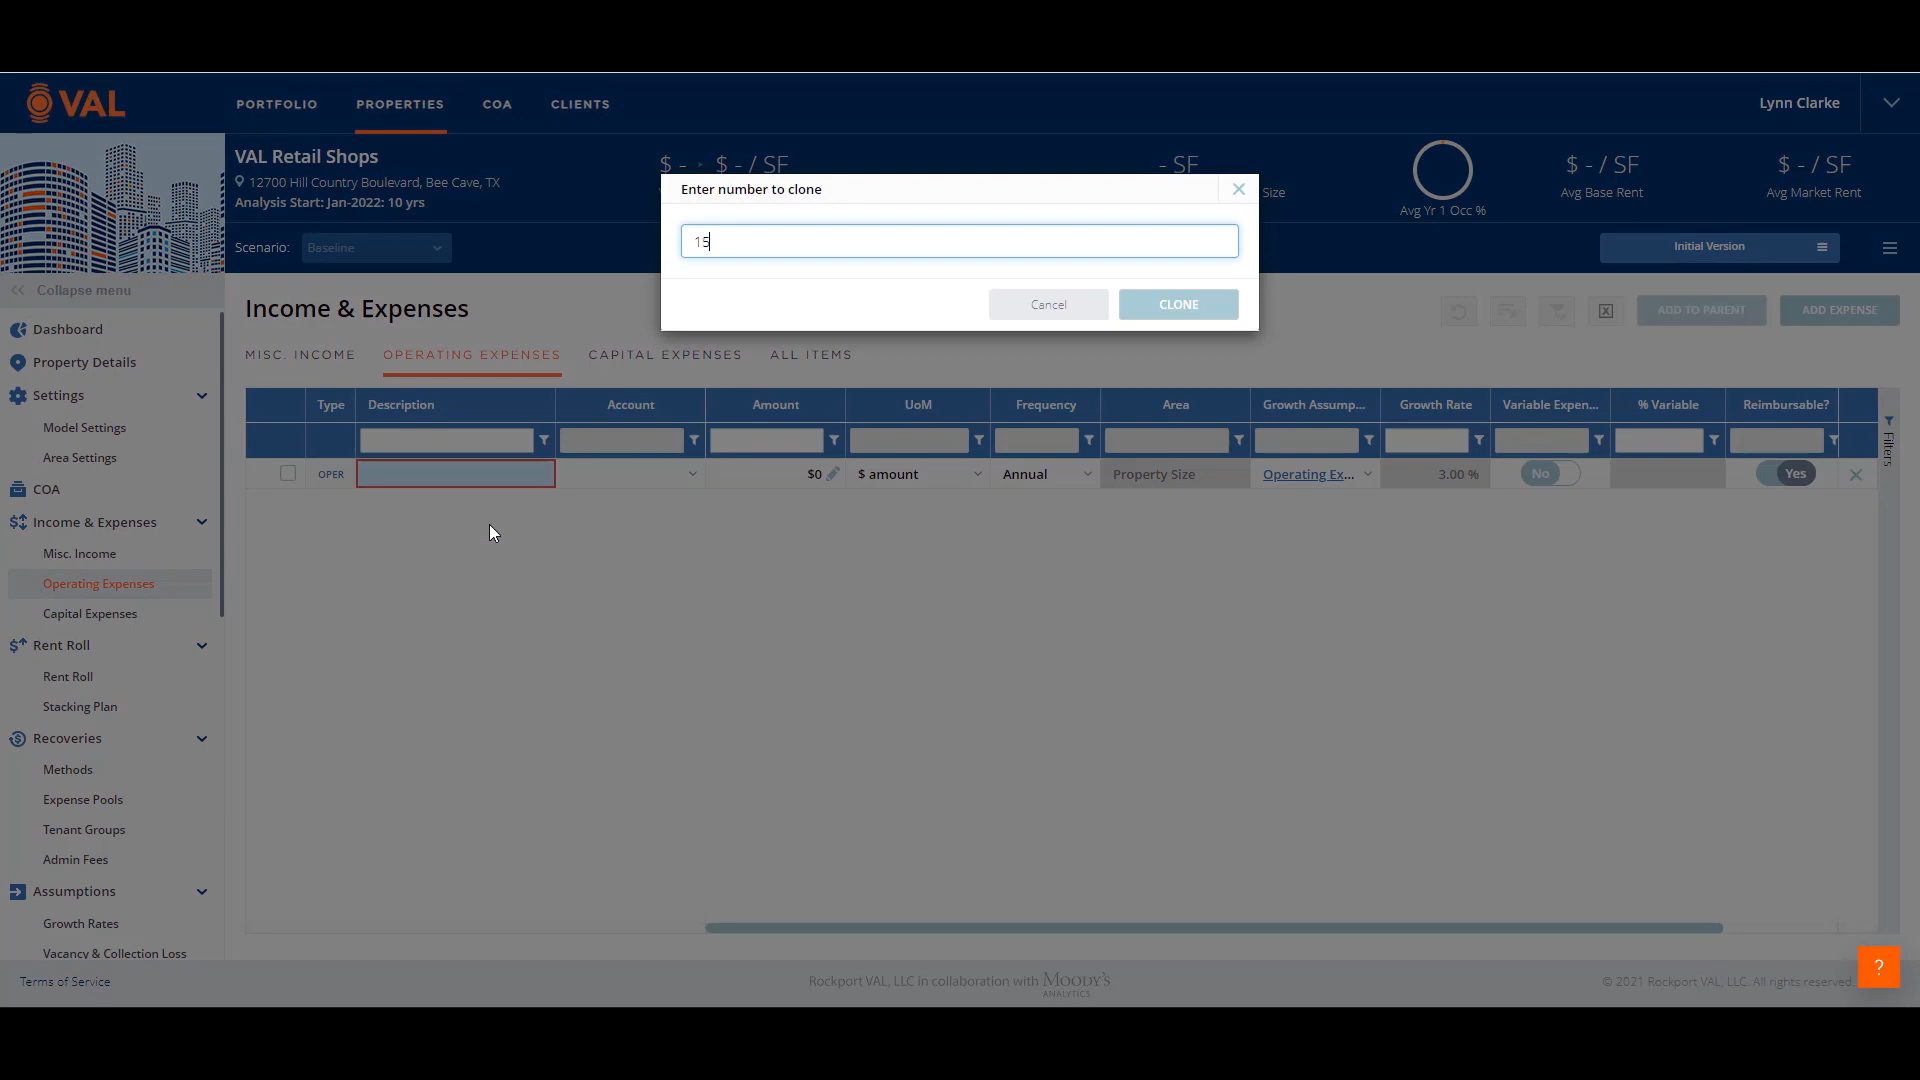 VAL
PORTFOLIO
PROPERTIES
COA
CLIENTS
Lynn Clarke
VAL Retail Shops
12700 Hill Country Boulevard, Bee Cave, TX
Analysis Start: Jan-2022: 10 yrs
$ -
$ - / SF
- SF
Size
Avg Yr 1 Occ %
$ - / SF
Avg Base Rent
$ - / SF
Avg Market Rent
Scenario:
Baseline
Initial Version
Enter number to clone
15
Cancel
CLONE
Collapse menu
Dashboard
Property Details
Settings
Model Settings
Area Settings
COA
Income & Expenses
Misc. Income
Operating Expenses
Capital Expenses
Rent Roll
Rent Roll
Stacking Plan
Recoveries
Methods
Expense Pools
Tenant Groups
Admin Fees
Assumptions
Growth Rates
Vacancy & Collection Loss
Income & Expenses
ADD TO PARENT
ADD EXPENSE
MISC. INCOME
OPERATING EXPENSES
CAPITAL EXPENSES
ALL ITEMS
Type Description Account Amount UoM Frequency Area Growth Assump... Growth Rate Variable Expen... % Variable Reimbursable?
OPER $0 $ amount Annual Property Size Operating Ex... 3.00 % No Yes
Filters
?
Terms of Service
Rockport VAL, LLC in collaboration with MOODY'S
ANALYTICS
© 2021 Rockport VAL, LLC. All rights reserved.